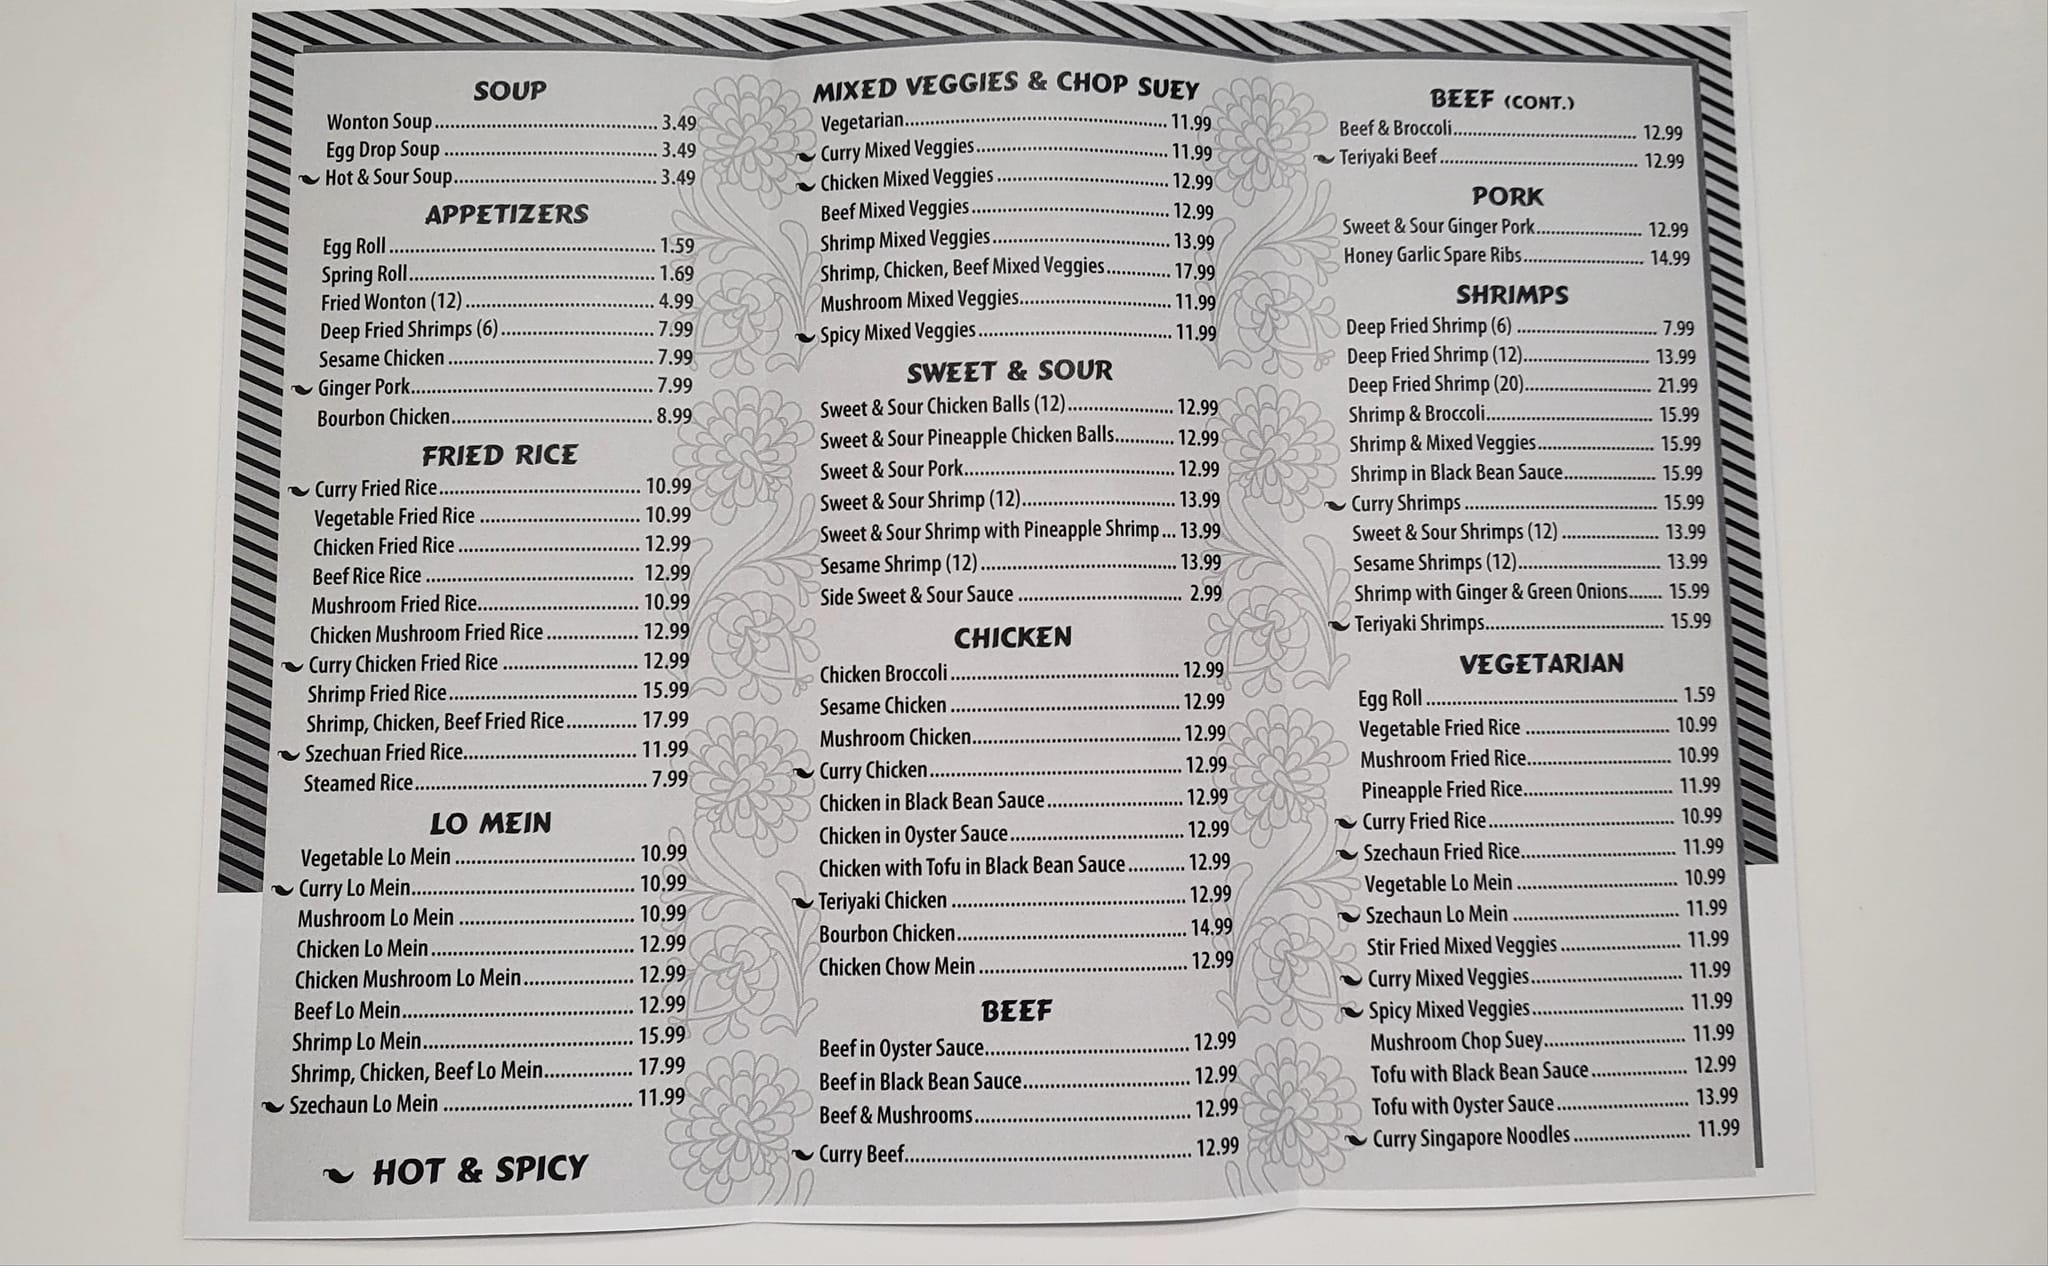 SOUP
Wonton Soup 3.49
Egg Drop Soup 3.49
Hot & Sour Soup 3.49
APPETIZERS
Egg Roll 1.59
Spring Roll 1.69
Fried Wonton (12) 4.99
Deep Fried Shrimps (6) 7.99
Sesame Chicken 7.99
Ginger Pork 7.99
Bourbon Chicken 8.99
FRIED RICE
Curry Fried Rice 10.99
Vegetable Fried Rice 10.99
Chicken Fried Rice 12.99
Beef Rice Rice 12.99
Mushroom Fried Rice 10.99
Chicken Mushroom Fried Rice 12.99
Curry Chicken Fried Rice 12.99
Shrimp Fried Rice 15.99
Shrimp, Chicken, Beef Fried Rice 17.99
Szechuan Fried Rice 11.99
Steamed Rice 7.99
LO MEIN
Vegetable Lo Mein 10.99
Curry Lo Mein 10.99
Mushroom Lo Mein 10.99
Chicken Lo Mein 12.99
Chicken Mushroom Lo Mein 12.99
Beef Lo Mein 12.99
Shrimp Lo Mein 15.99
Shrimp, Chicken, Beef Lo Mein 17.99
Szechaun Lo Mein 11.99
HOT & SPICY
MIXED VEGGIES & CHOP SUEY
Vegetarian 11.99
Curry Mixed Veggies 11.99
Chicken Mixed Veggies 12.99
Beef Mixed Veggies 12.99
Shrimp Mixed Veggies 13.99
Shrimp, Chicken, Beef Mixed Veggies 17.99
Mushroom Mixed Veggies 11.99
Spicy Mixed Veggies 11.99
SWEET & SOUR
Sweet & Sour Chicken Balls (12) 12.99
Sweet & Sour Pineapple Chicken Balls 12.99
Sweet & Sour Pork 12.99
Sweet & Sour Shrimp (12) 13.99
Sweet & Sour Shrimp with Pineapple Shrimp 13.99
Sesame Shrimp (12) 13.99
Side Sweet & Sour Sauce 2.99
CHICKEN
Chicken Broccoli 12.99
Sesame Chicken 12.99
Mushroom Chicken 12.99
Curry Chicken 12.99
Chicken in Black Bean Sauce 12.99
Chicken in Oyster Sauce 12.99
Chicken with Tofu in Black Bean Sauce 12.99
Teriyaki Chicken 12.99
Bourbon Chicken 14.99
Chicken Chow Mein 12.99
BEEF
Beef in Oyster Sauce 12.99
Beef in Black Bean Sauce 12.99
Beef & Mushrooms 12.99
Curry Beef 12.99
BEEF (CONT.)
Beef & Broccoli 12.99
Teriyaki Beef 12.99
PORK
Sweet & Sour Ginger Pork 12.99
Honey Garlic Spare Ribs 14.99
SHRIMPS
Deep Fried Shrimp (6) 7.99
Deep Fried Shrimp (12) 13.99
Deep Fried Shrimp (20) 21.99
Shrimp & Broccoli 15.99
Shrimp & Mixed Veggies 15.99
Shrimp in Black Bean Sauce 15.99
Curry Shrimps 15.99
Sweet & Sour Shrimps (12) 13.99
Sesame Shrimps (12) 13.99
Shrimp with Ginger & Green Onions 15.99
Teriyaki Shrimps 15.99
VEGETARIAN
Egg Roll 1.59
Vegetable Fried Rice 10.99
Mushroom Fried Rice 10.99
Pineapple Fried Rice 11.99
Curry Fried Rice 10.99
Szechaun Fried Rice 11.99
Vegetable Lo Mein 10.99
Szechaun Lo Mein 11.99
Stir Fried Mixed Veggies 11.99
Curry Mixed Veggies 11.99
Spicy Mixed Veggies 11.99
Mushroom Chop Suey 11.99
Tofu with Black Bean Sauce 12.99
Tofu with Oyster Sauce 13.99
Curry Singapore Noodles 11.99